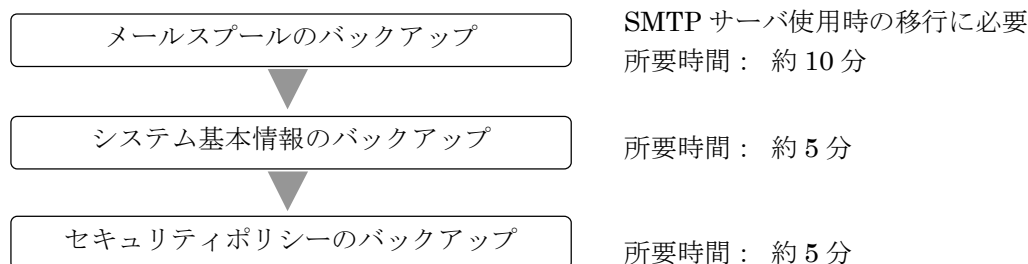 メールスプールのバックアップ
SMTP サーバ使用時の移行に必要
所要時間： 約 10 分
システム基本情報のバックアップ
所要時間： 約 5 分
セキュリティポリシーのバックアップ
所要時間： 約 5 分